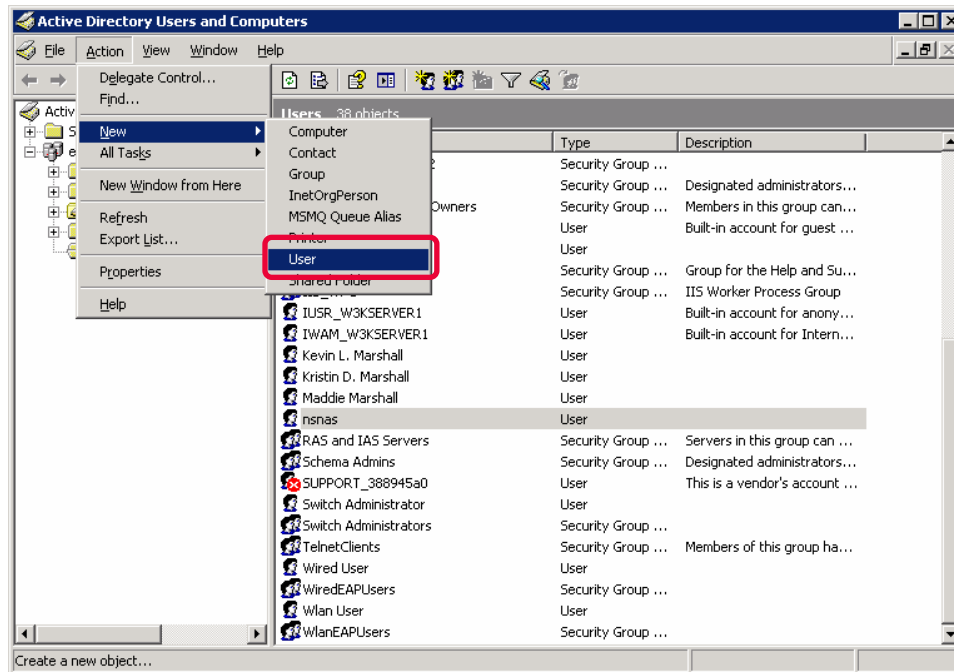 Active Directory Users and Computers
File Action View Window Help
Delegate Control...
Find...
New
All Tasks
New Window from Here
Refresh
Export List...
Properties
Help
Activ
S
e
Users 38 objects
Computer
Contact
Group
InetOrgPerson
MSMQ Queue Alias
Printer
User
Shared Folder
Type Description
Security Group ...
Security Group ... Designated administrators...
Owners Security Group ... Members in this group can...
User Built-in account for guest ...
User
Security Group ... Group for the Help and Su...
Security Group ... IIS Worker Process Group
IUSR_W3KSERVER1 User Built-in account for anony...
IWAM_W3KSERVER1 User Built-in account for Intern...
Kevin L. Marshall User
Kristin D. Marshall User
Maddie Marshall User
nsnas User
RAS and IAS Servers Security Group ... Servers in this group can ...
Schema Admins Security Group ... Designated administrators...
SUPPORT_388945a0 User This is a vendor's account ...
Switch Administrator User
Switch Administrators Security Group ...
TelnetClients Security Group ... Members of this group ha...
Wired User User
WiredEAPUsers Security Group ...
Wlan User User
WlanEAPUsers Security Group ...
Create a new object...